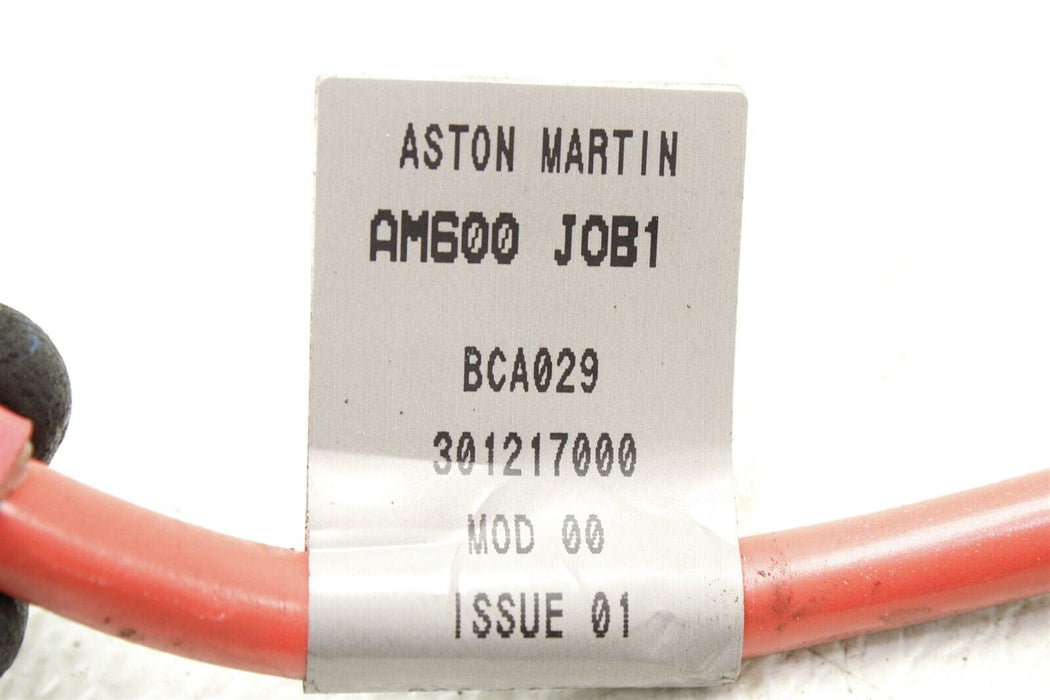 ASTON MARTIN
AM600 JOB1
BCA029
301217000
MOD 00
ISSUE 01